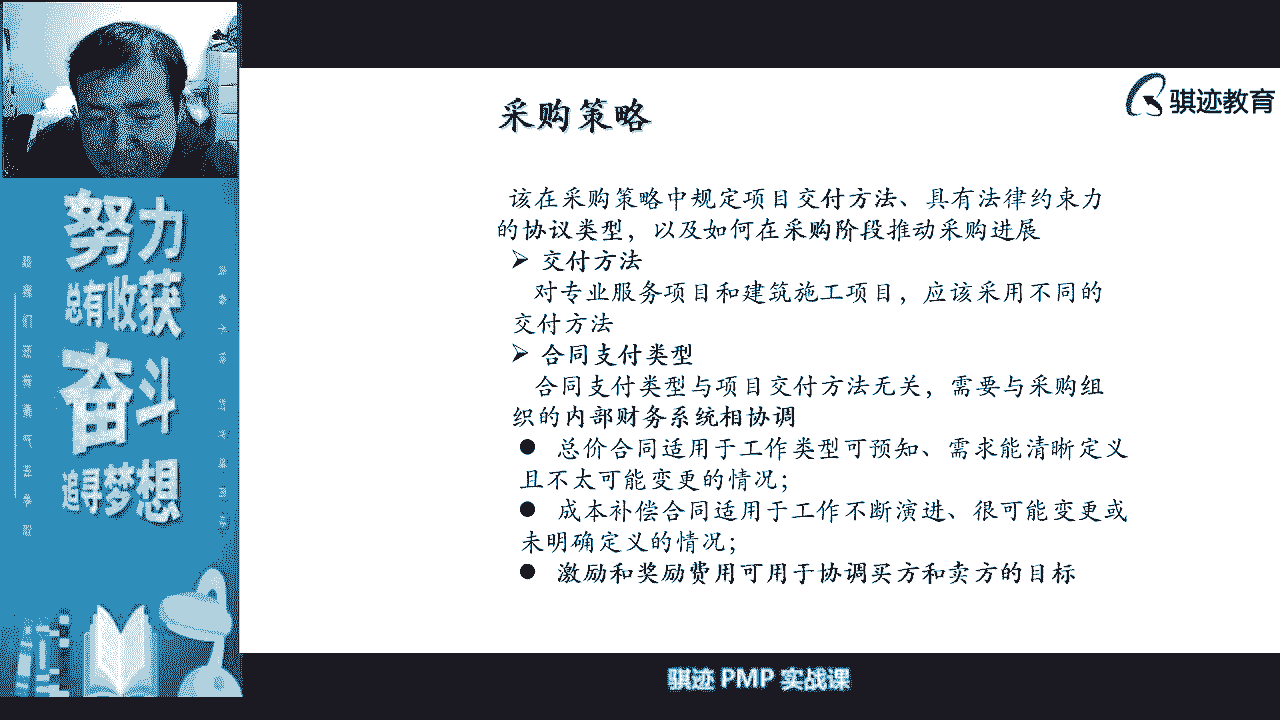 骐迹教育
采购策略
该在采购策略中规定项目交付方法、具有法律约束力
的协议类型，以及如何在采购阶段推动采购进展
➢ 交付方法
对专业服务项目和建筑施工项目，应该采用不同的
交付方法
➢ 合同支付类型
合同支付类型与项目交付方法无关，需要与采购组
织的内部财务系统相协调
● 总价合同适用于工作类型可预知、需求能清晰定义
且不太可能变更的情况；
● 成本补偿合同适用于工作不断演进、很可能变更或
未明确定义的情况；
● 激励和奖励费用可用于协调买方和卖方的目标
努力
总有收获
奋斗
追寻梦想
骐迹 PMP 实战课